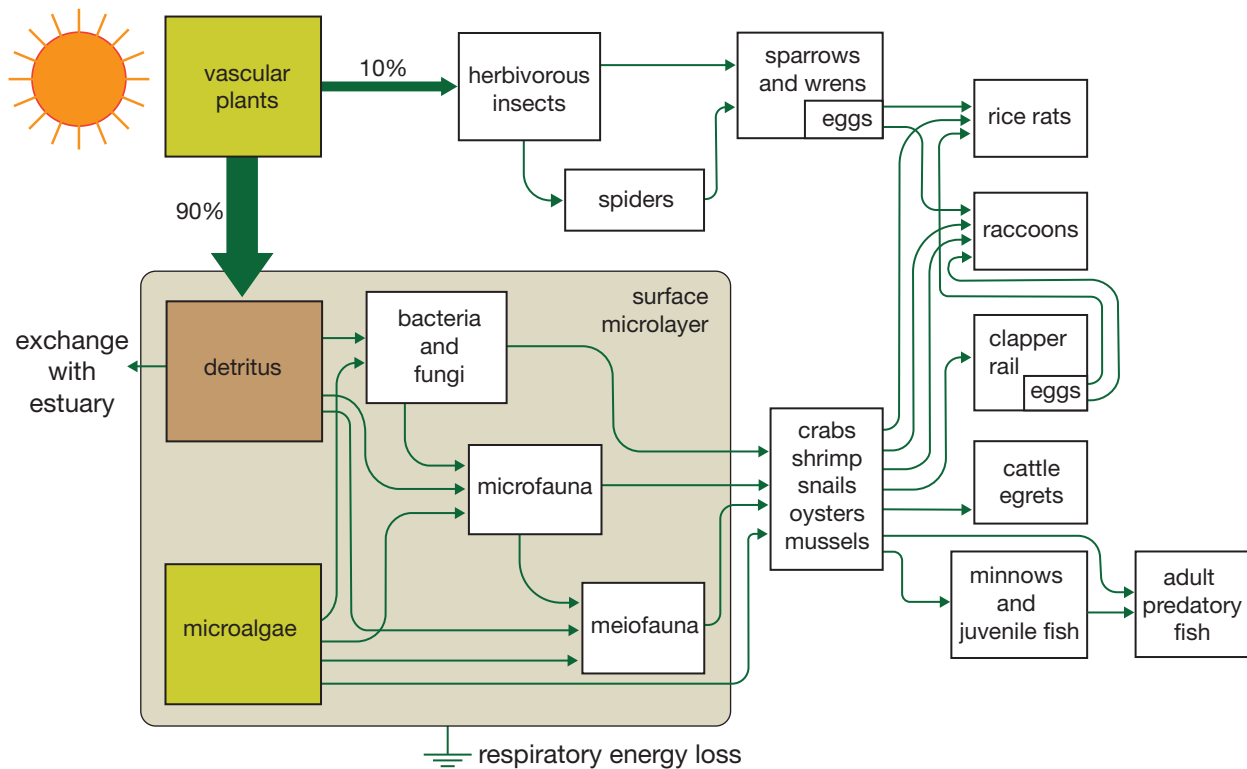 vascular
plants
10%
herbivorous
insects
sparrows
and wrens
eggs
rice rats
spiders
90%
raccoons
surface
microlayer
bacteria
and
fungi
exchange
with
estuary
detritus
clapper
rail
eggs
crabs
shrimp
snails
oysters
mussels
cattle
egrets
microfauna
minnows
and
juvenile fish
adult
predatory
fish
microalgae
meiofauna
respiratory energy loss